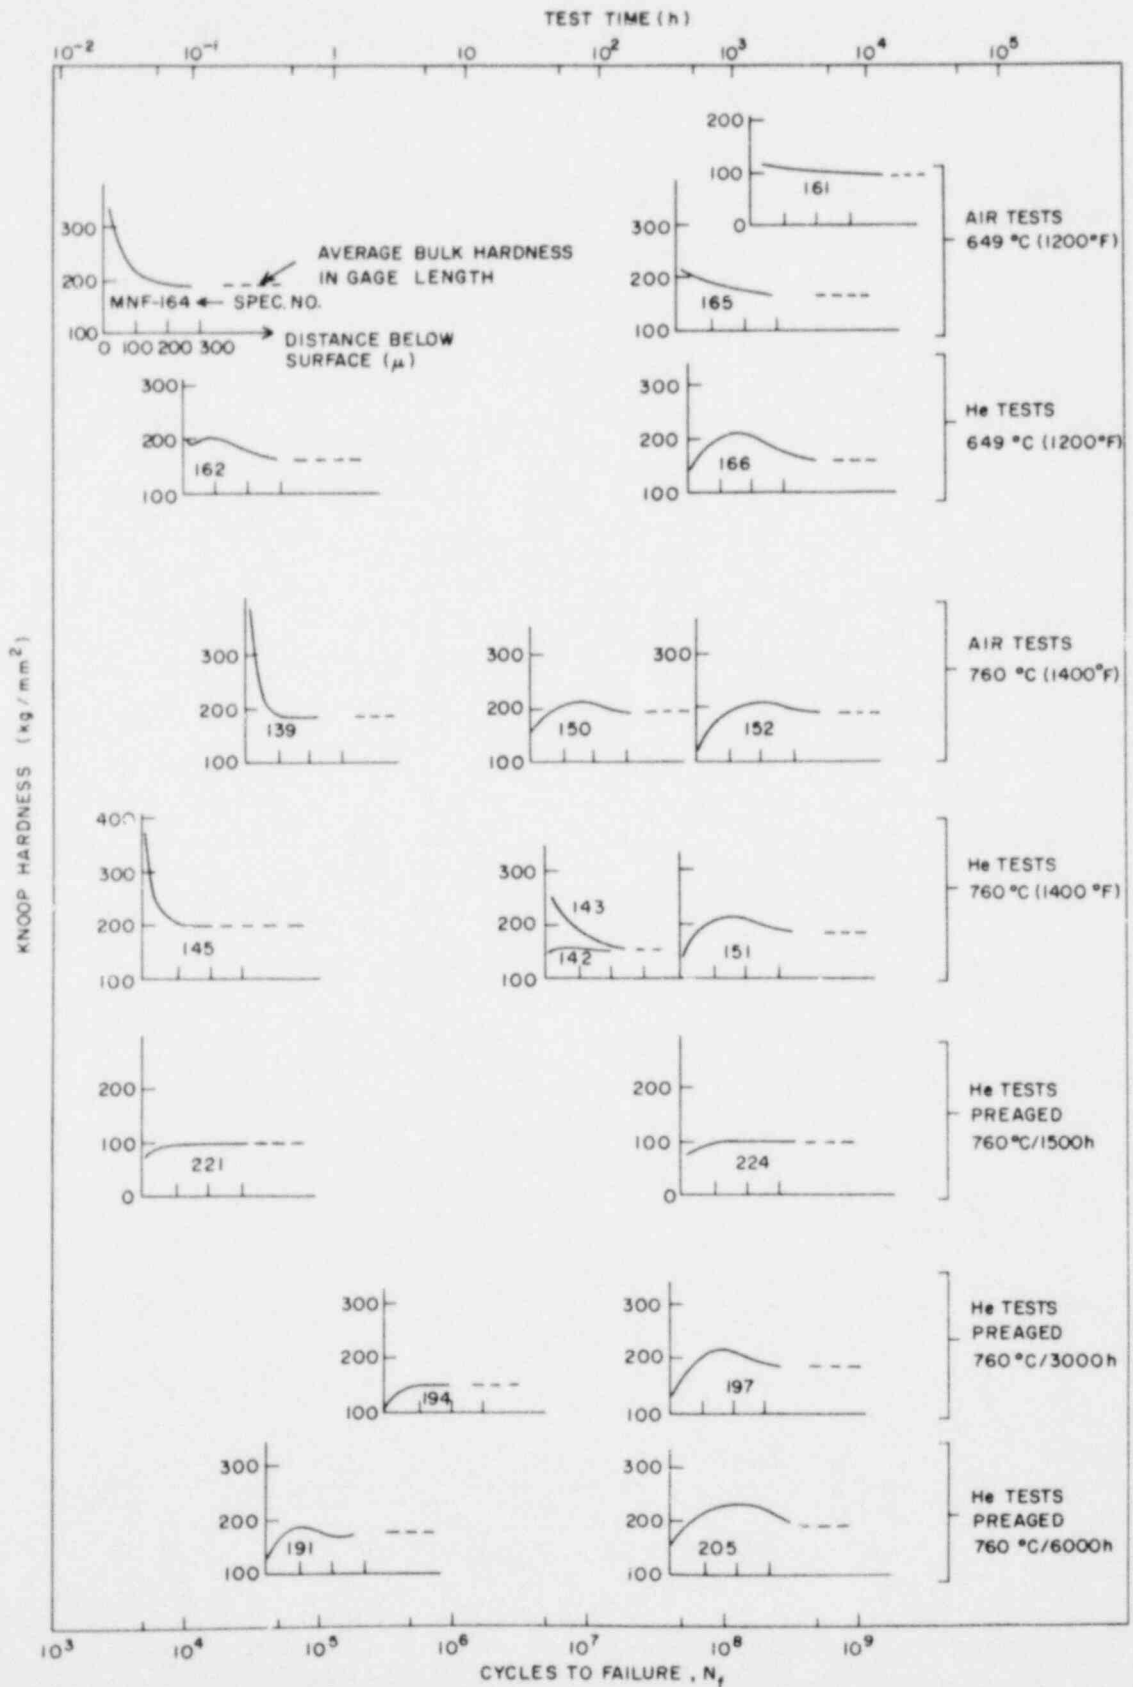 TEST TIME (h)
10⁻² 10⁻¹ 1 10 10² 10³ 10⁴ 10⁵
200
100
0
161
300
200
100
165
AIR TESTS
649 °C (1200°F)
300
200
100
0 100 200 300
AVERAGE BULK HARDNESS
IN GAGE LENGTH
MNF-164 ← SPEC. NO.
DISTANCE BELOW
SURFACE (μ)
300
200
100
162
300
200
100
166
He TESTS
649 °C (1200°F)
KNOOP HARDNESS (kg/mm²)
300
200
100
139
300
200
100
150
300
200
100
152
AIR TESTS
760 °C (1400°F)
400
300
200
100
145
300
200
100
143
142
151
He TESTS
760 °C (1400 °F)
200
100
0
221
200
100
0
224
He TESTS
PREAGED
760 °C/1500h
300
200
100
194
300
200
100
197
He TESTS
PREAGED
760 °C/3000h
300
200
100
191
300
200
100
205
He TESTS
PREAGED
760 °C/6000h
10³ 10⁴ 10⁵ 10⁶ 10⁷ 10⁸ 10⁹
CYCLES TO FAILURE, Nf